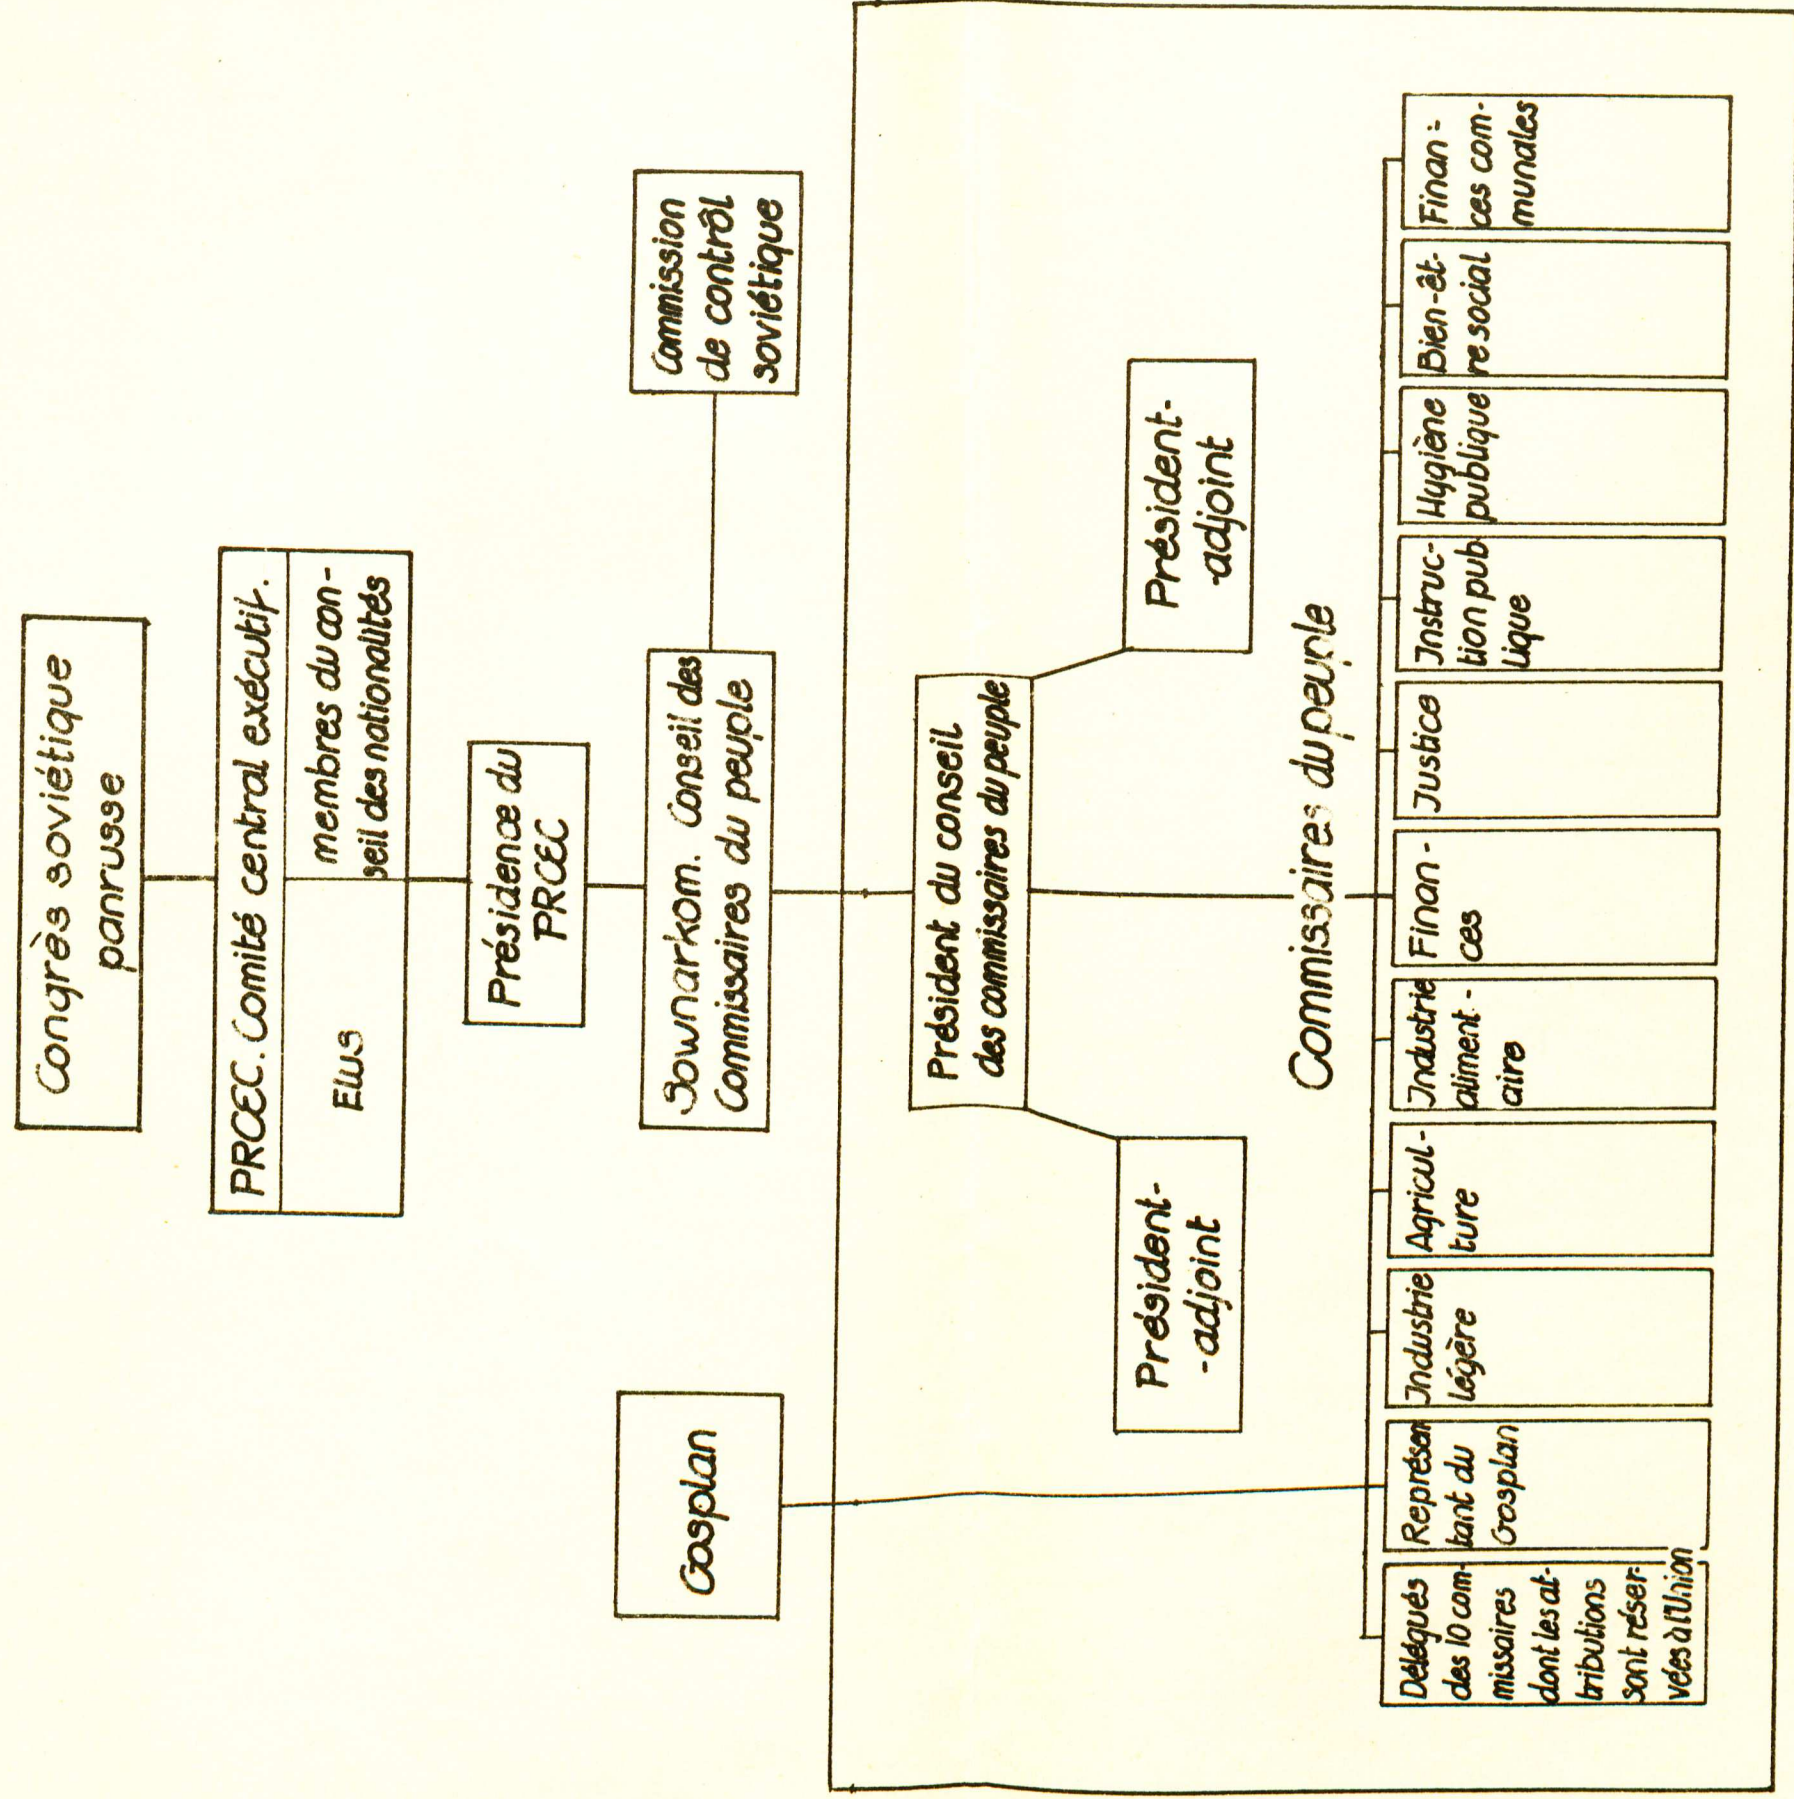 Congrès soviétique
panrusse
PRCEC. Comité central exécutif.
Elus
membres du con-
seil des nationalités
Présidence du
PRCEC
Sownarkom. Conseil des
Commissaires du peuple
Commission
de contrôl
soviétique
Gosplan
Président du conseil
des commissaires du peuple
Président-
-adjoint
Président-
-adjoint
Commissaires du peuple
Délégués
des 10 com-
missaires
dont les at-
tributions
sont réser-
vées à l'Union
Représen
tant du
Gosplan
Industrie
légère
Agricul-
ture
Industrie
aliment-
aire
Finan-
ces
Justice
Instruc-
tion pub-
lique
Hygiène
publique
Bien-êt-
re social
Finan-
ces com-
munales